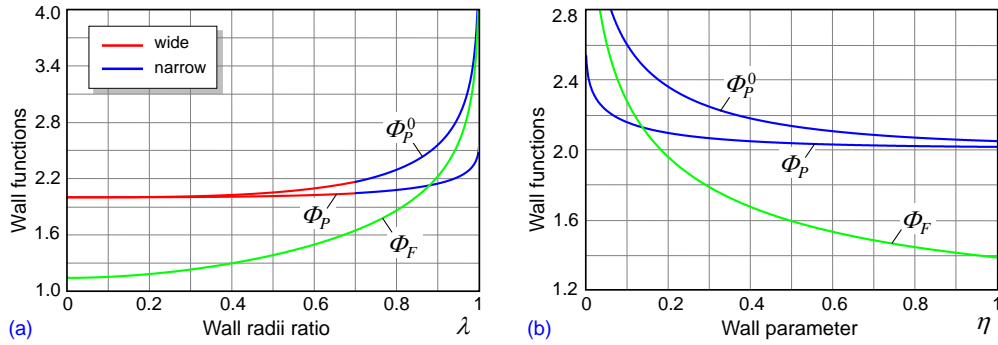 4.0
3.4
2.8
2.2
1.6
1.0
Wall functions
wide
narrow
Φ_P^0
Φ_P
Φ_F
0 0.2 0.4 0.6 0.8 1
(a) Wall radii ratio λ
2.8
2.4
2.0
1.6
1.2
Wall functions
Φ_P^0
Φ_P
Φ_F
0 0.2 0.4 0.6 0.8 1
(b) Wall parameter η